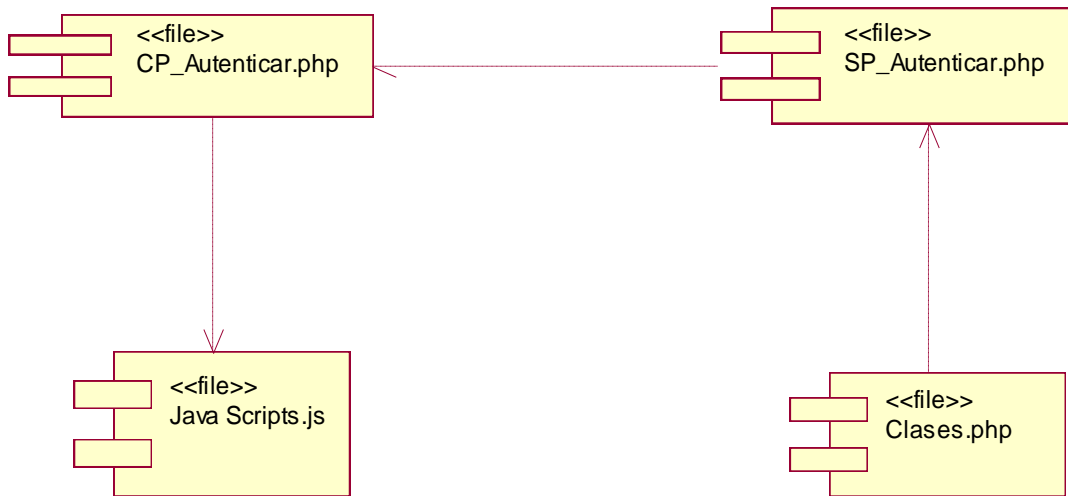 <<file>>
CP_Autenticar.php
<<file>>
SP_Autenticar.php
<<file>>
Java Scripts.js
<<file>>
Clases.php